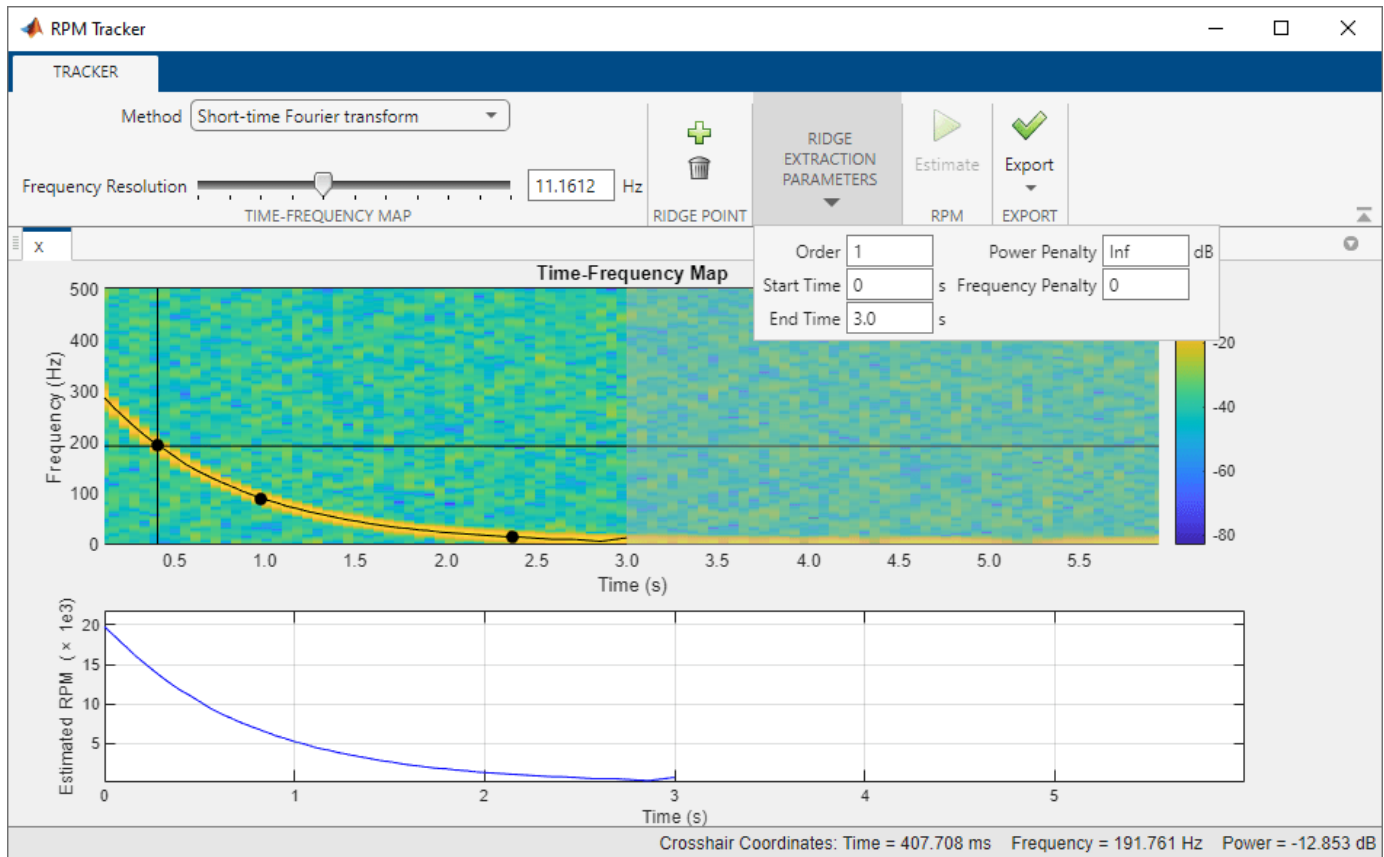 RPM Tracker
TRACKER
Method Short-time Fourier transform
Frequency Resolution 11.1612 Hz
TIME-FREQUENCY MAP
RIDGE POINT
RIDGE
EXTRACTION
PARAMETERS
Estimate
RPM
Export
EXPORT
x
Order 1 Power Penalty Inf dB
Start Time 0 s Frequency Penalty 0
End Time 3.0 s
Time-Frequency Map
Frequency (Hz)
500
400
300
200
100
0
0.5 1.0 1.5 2.0 2.5 3.0 3.5 4.0 4.5 5.0 5.5
Time (s)
-20
-40
-60
-80
Estimated RPM ( × 1e3)
20
15
10
5
0 1 2 3 4 5
Time (s)
Crosshair Coordinates: Time = 407.708 ms Frequency = 191.761 Hz Power = -12.853 dB